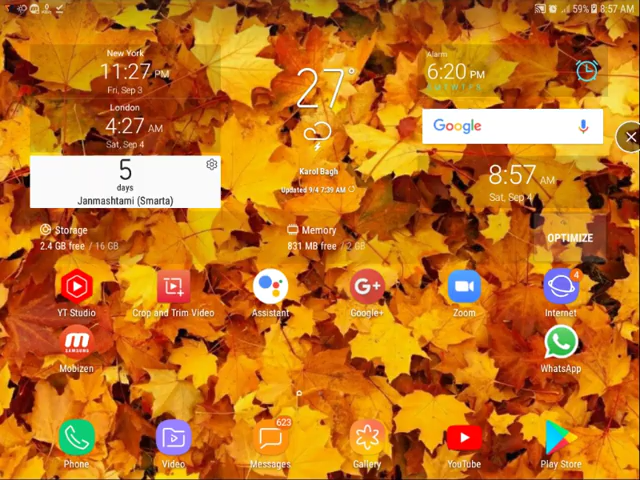 59% 8:57 AM
New York
11:27 PM
Fri, Sep 3
London
4:27 AM
Sat, Sep 4
5
days
Janmashtami (Smarta)
27°
Karol Bagh
Updated 9/4 7:39 AM
Alarm
6:20 PM
Google
8:57 AM
Sat, Sep 4
Storage
2.4 GB free / 16 GB
Memory
831 MB free / 2 GB
OPTIMIZE
YT Studio
Crop and Trim Video
Assistant
G+
Google+
Zoom
4
Internet
SAMSUNG
Mobizen
WhatsApp
Phone
Video
623
Messages
Gallery
YouTube
Play Store